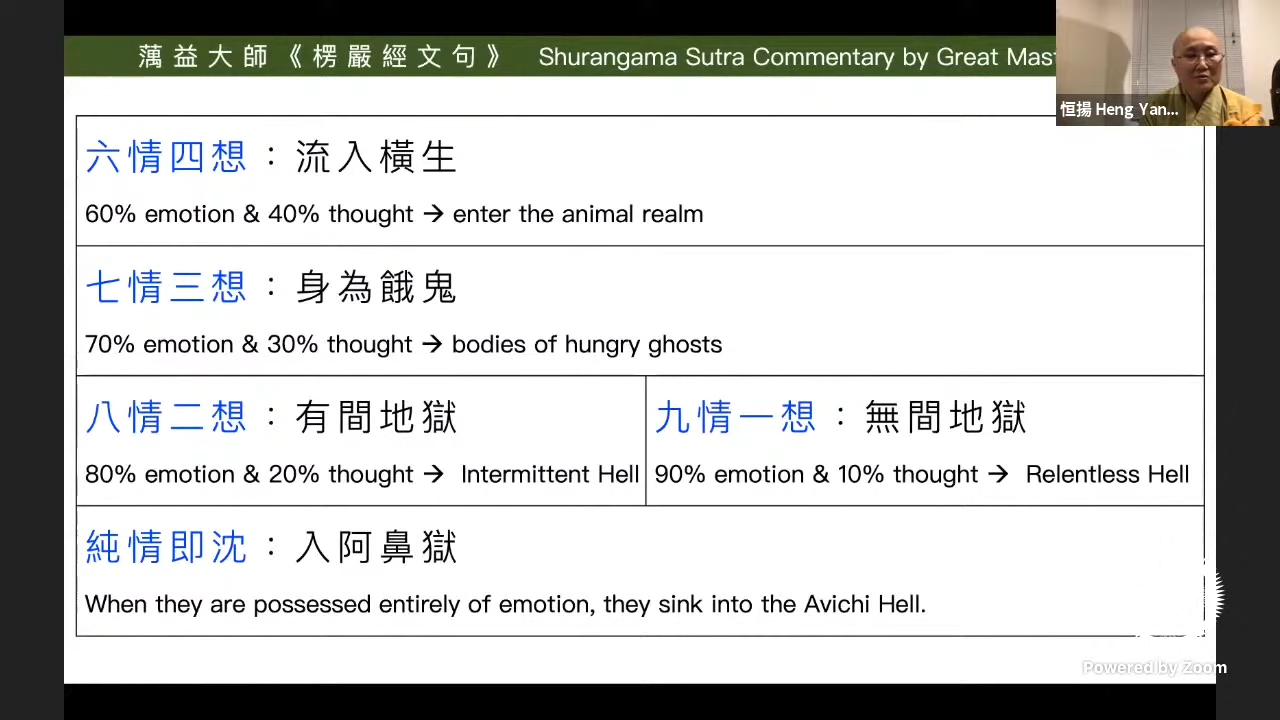 蕅益大師《楞嚴經文句》 Shurangama Sutra Commentary by Great Mast
恒揚 Heng Yan...
六情四想：流入橫生
60% emotion & 40% thought → enter the animal realm
七情三想：身為餓鬼
70% emotion & 30% thought → bodies of hungry ghosts
八情二想：有間地獄
80% emotion & 20% thought → Intermittent Hell
九情一想：無間地獄
90% emotion & 10% thought → Relentless Hell
純情即沈：入阿鼻獄
When they are possessed entirely of emotion, they sink into the Avichi Hell.
Powered by Zoom